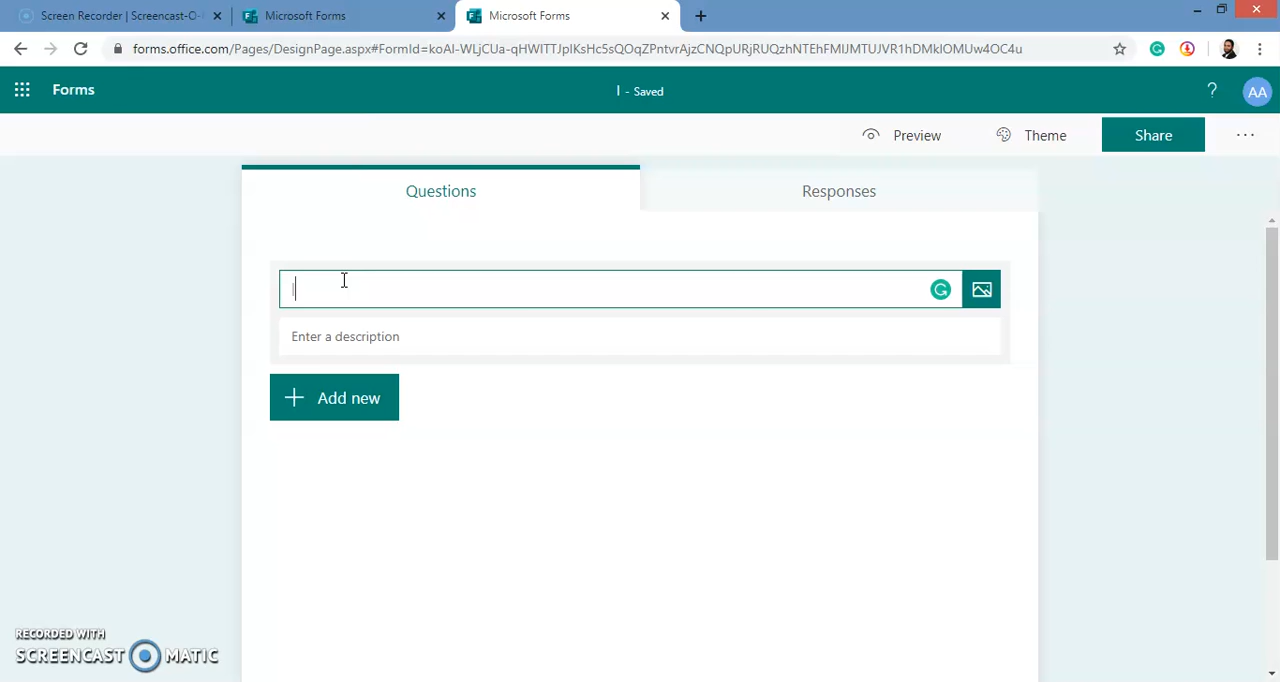 Screen Recorder | Screencast-O-
Microsoft Forms
Microsoft Forms
forms.office.com/Pages/DesignPage.aspx#FormId=koAI-WLjCUa-qHWITTJpIKsHc5sQOqZPntvrAjzCNQpURjRUQzhNTEhFMlJMTUJVR1hDMklOMUw4OC4u
Forms
I - Saved
?
AA
Preview
Theme
Share
...
Questions
Responses
I
Enter a description
+ Add new
RECORDED WITH
SCREENCAST MATIC